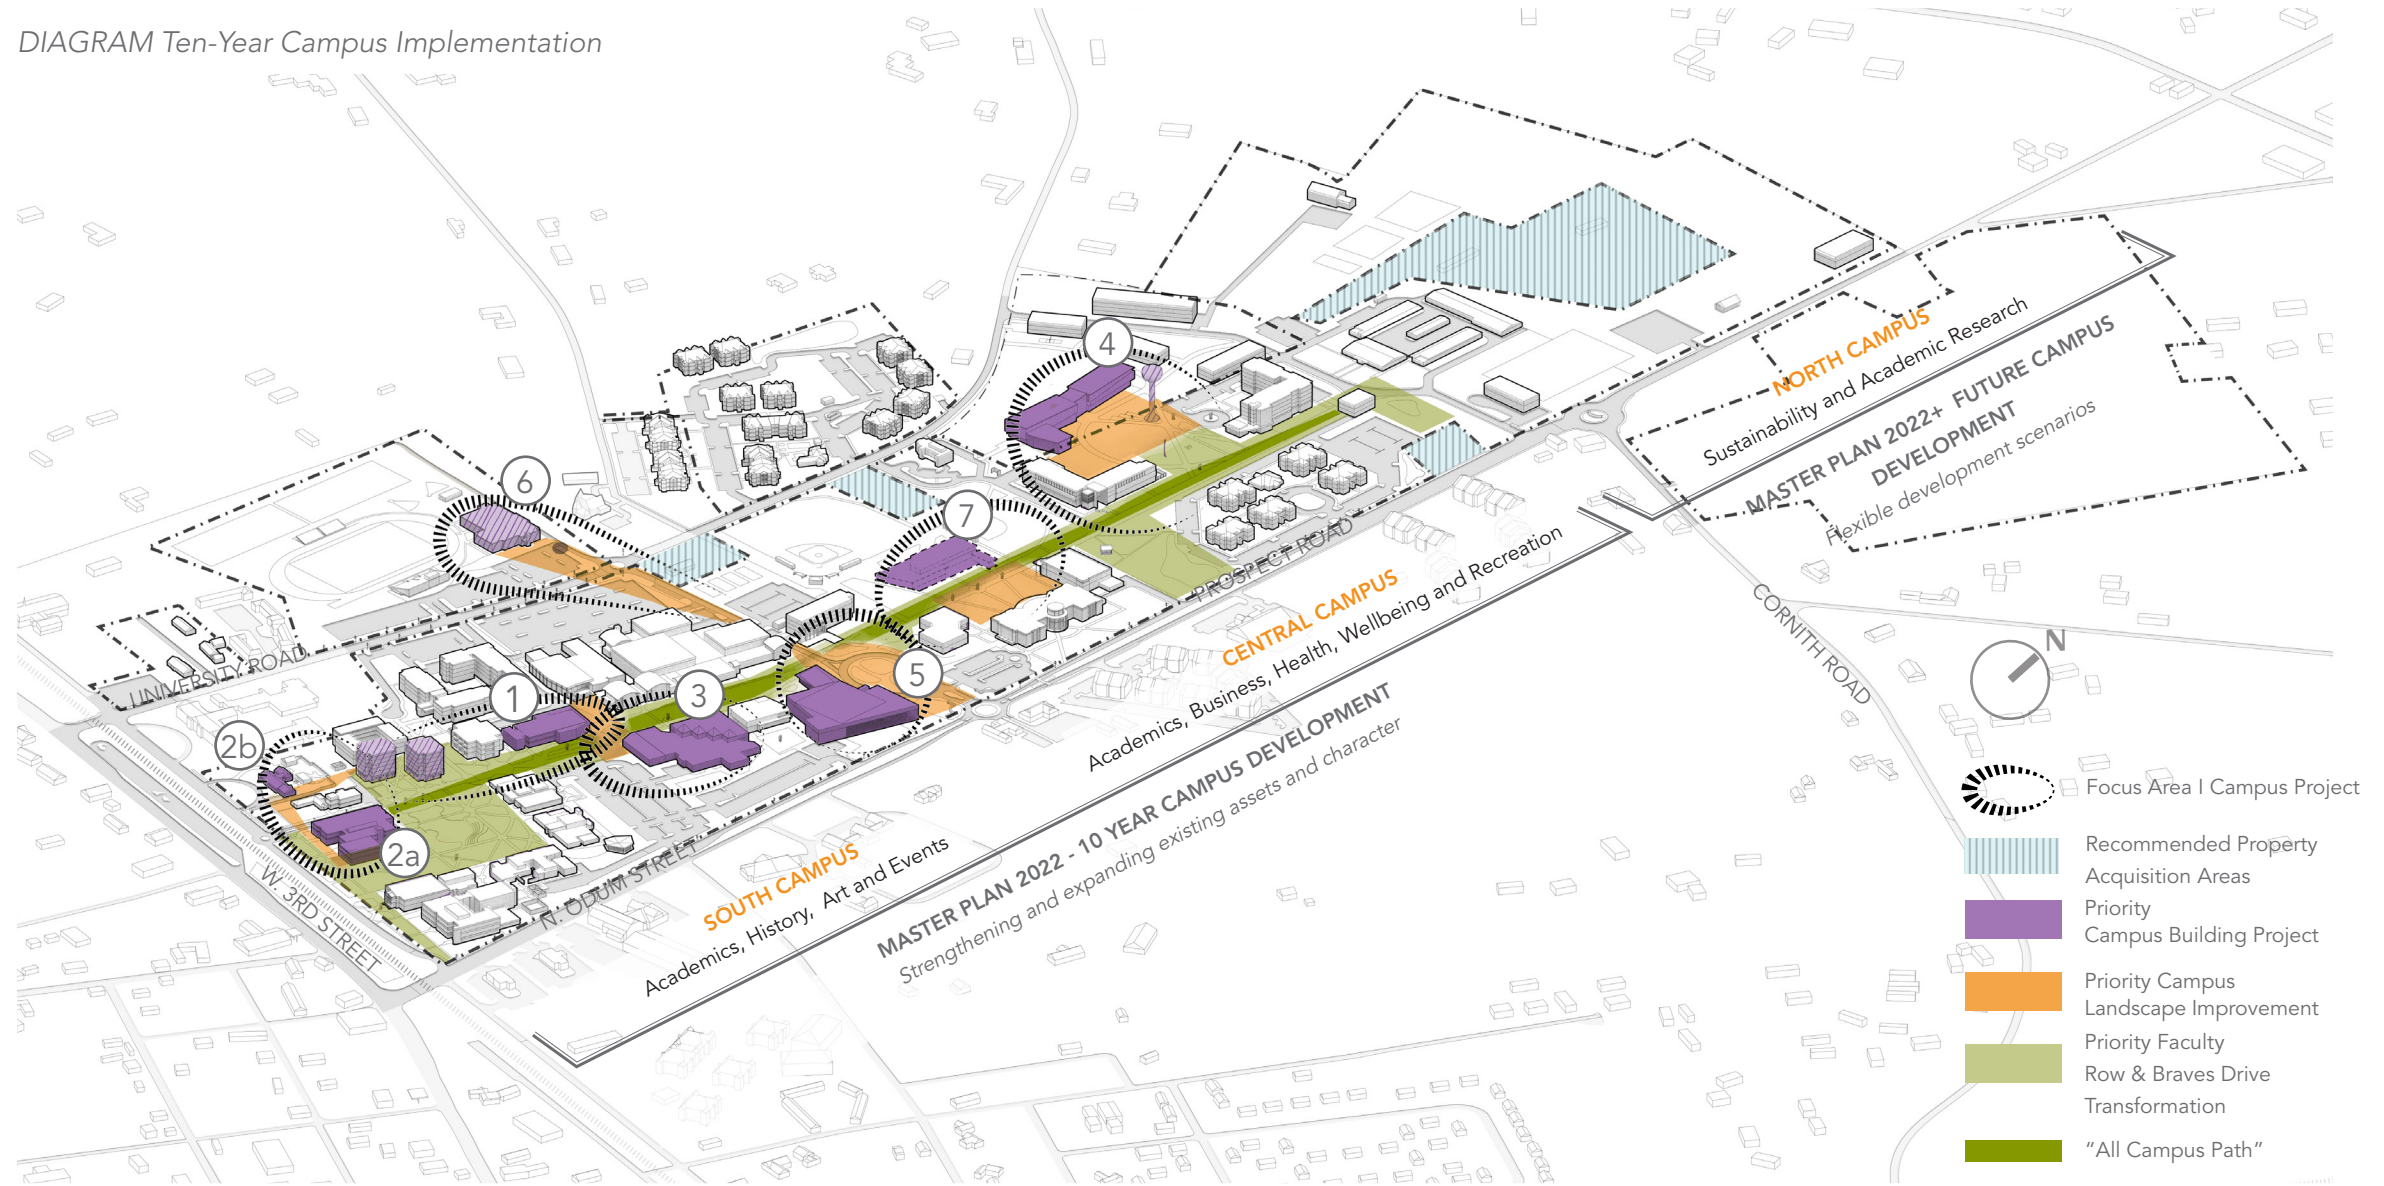 DIAGRAM Ten-Year Campus Implementation
4
6
7
5
1
3
2b
2a
UNIVERSITY ROAD
W. 3RD STREET
N. ODUM STREET
PROSPECT ROAD
CORNITH ROAD
N
NORTH CAMPUS
Sustainability and Academic Research
MASTER PLAN 2022+ FUTURE CAMPUS
DEVELOPMENT
Flexible development scenarios
CENTRAL CAMPUS
Academics, Business, Health, Wellbeing and Recreation
SOUTH CAMPUS
Academics, History, Art and Events
MASTER PLAN 2022 - 10 YEAR CAMPUS DEVELOPMENT
Strengthening and expanding existing assets and character
Focus Area I Campus Project
Recommended Property
Acquisition Areas
Priority
Campus Building Project
Priority Campus
Landscape Improvement
Priority Faculty
Row & Braves Drive
Transformation
“All Campus Path”